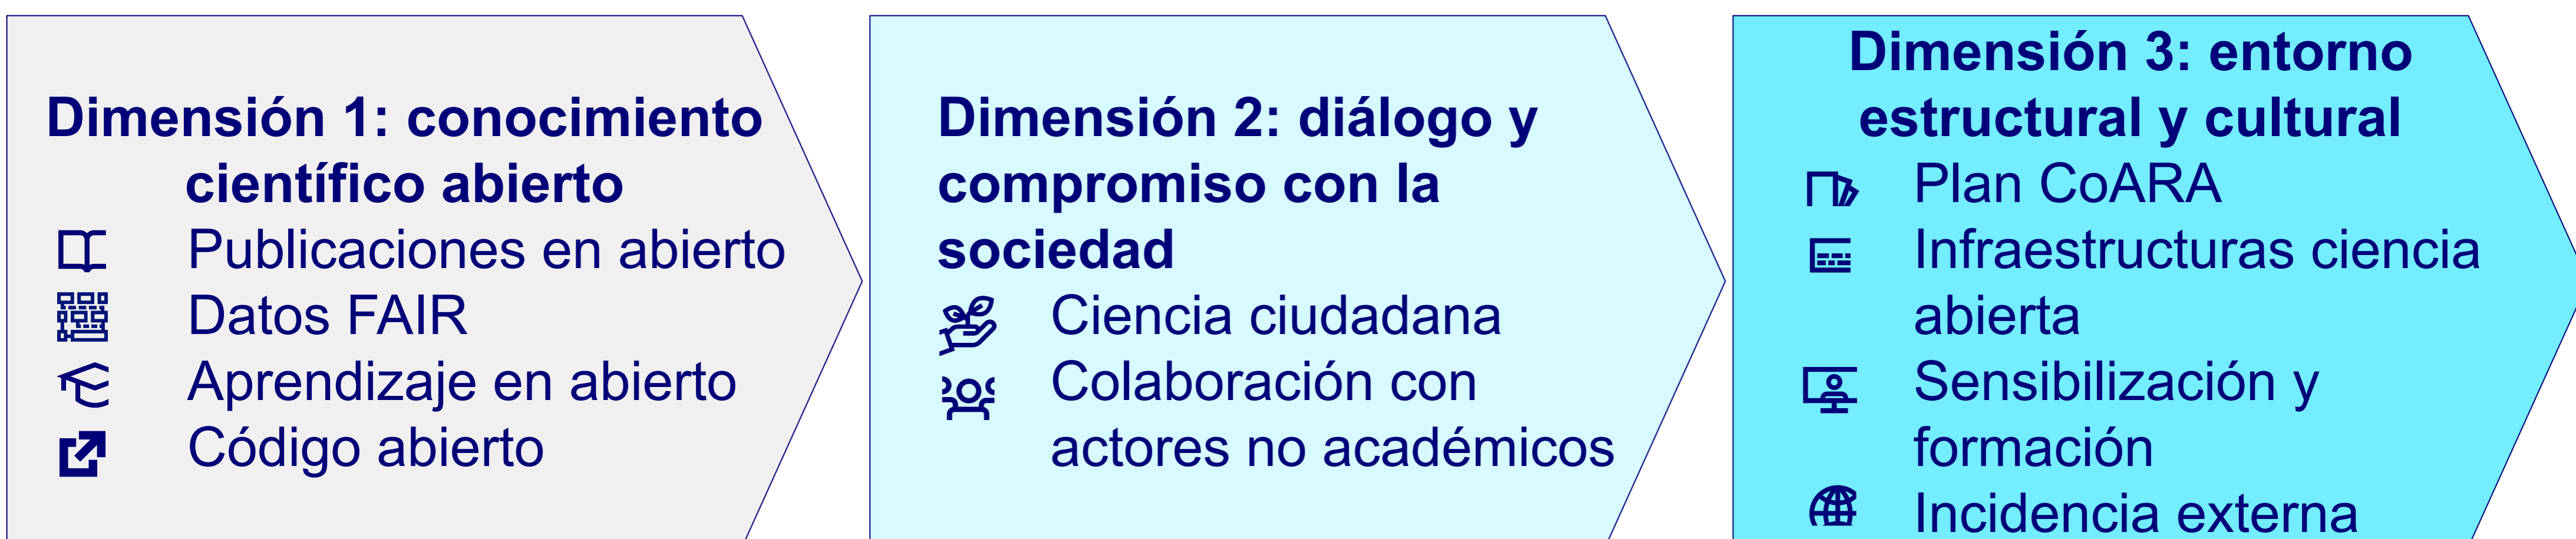 Dimensión 1: conocimiento
científico abierto
Publicaciones en abierto
Datos FAIR
Aprendizaje en abierto
Código abierto
Dimensión 2: diálogo y
compromiso con la
sociedad
Ciencia ciudadana
Colaboración con
actores no académicos
Dimensión 3: entorno
estructural y cultural
Plan CoARA
Infraestructuras ciencia
abierta
Sensibilización y
formación
Incidencia externa